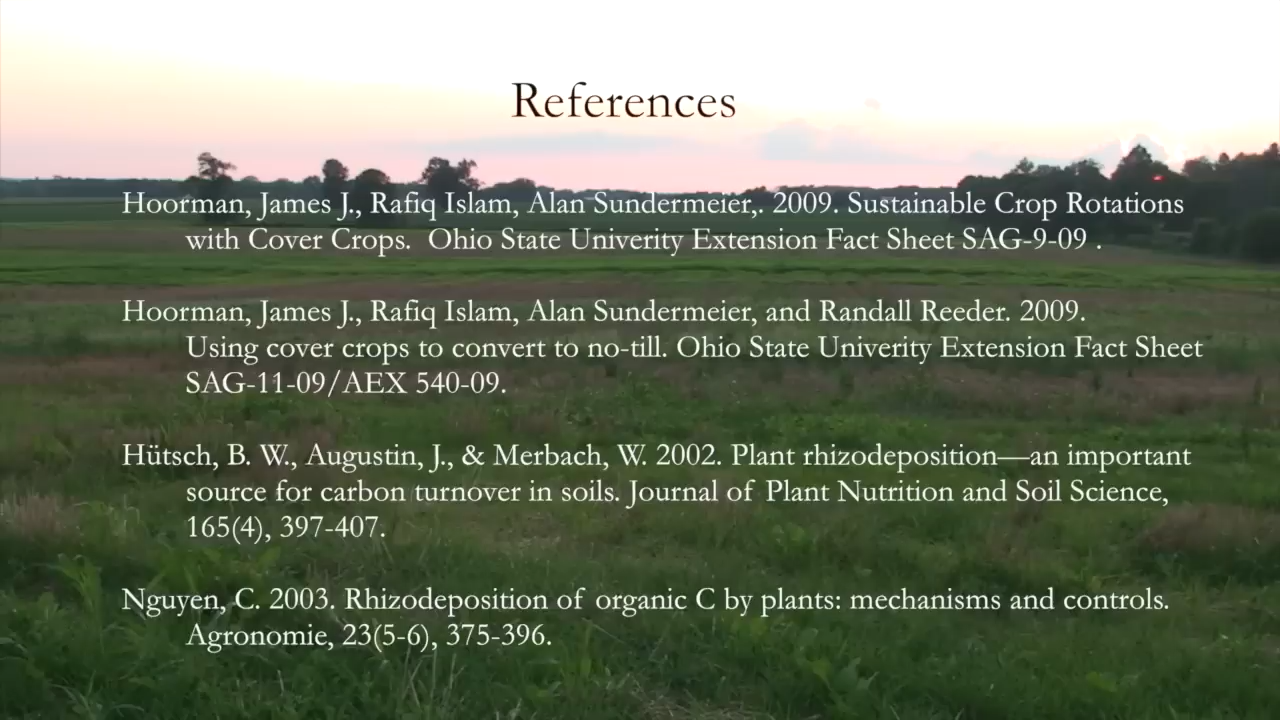 References
Hoorman, James J., Rafiq Islam, Alan Sundermeier,. 2009. Sustainable Crop Rotations
with Cover Crops.  Ohio State Univerity Extension Fact Sheet SAG-9-09 .
Hoorman, James J., Rafiq Islam, Alan Sundermeier, and Randall Reeder. 2009.
Using cover crops to convert to no-till. Ohio State Univerity Extension Fact Sheet
SAG-11-09/AEX 540-09.
Hütsch, B. W., Augustin, J., & Merbach, W. 2002. Plant rhizodeposition—an important
source for carbon turnover in soils. Journal of Plant Nutrition and Soil Science,
165(4), 397-407.
Nguyen, C. 2003. Rhizodeposition of organic C by plants: mechanisms and controls.
Agronomie, 23(5-6), 375-396.